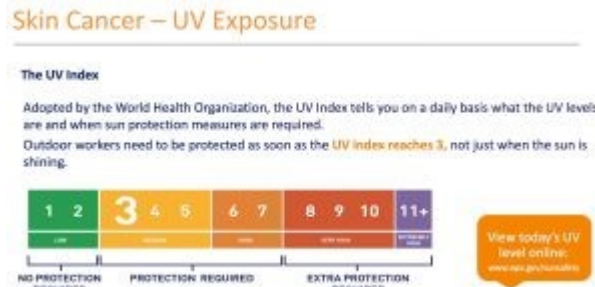 Skin Cancer – UV Exposure
The UV Index
Adopted by the World Health Organization, the UV Index tells you on a daily basis what the UV levels
are and when sun protection measures are required.
Outdoor workers need to be protected as soon as the UV index reaches 3, not just when the sun is
shining.
1 2 3 4 5 6 7 8 9 10 11+
LOW HIGH VERY HIGH
NO PROTECTION PROTECTION REQUIRED EXTRA PROTECTION
View today's UV
level online: